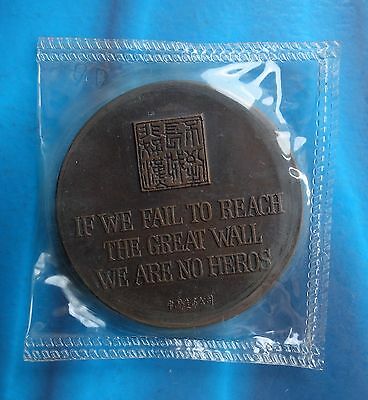 IF WE FAIL TO REACH
THE GREAT WALL
WE ARE NO HEROS